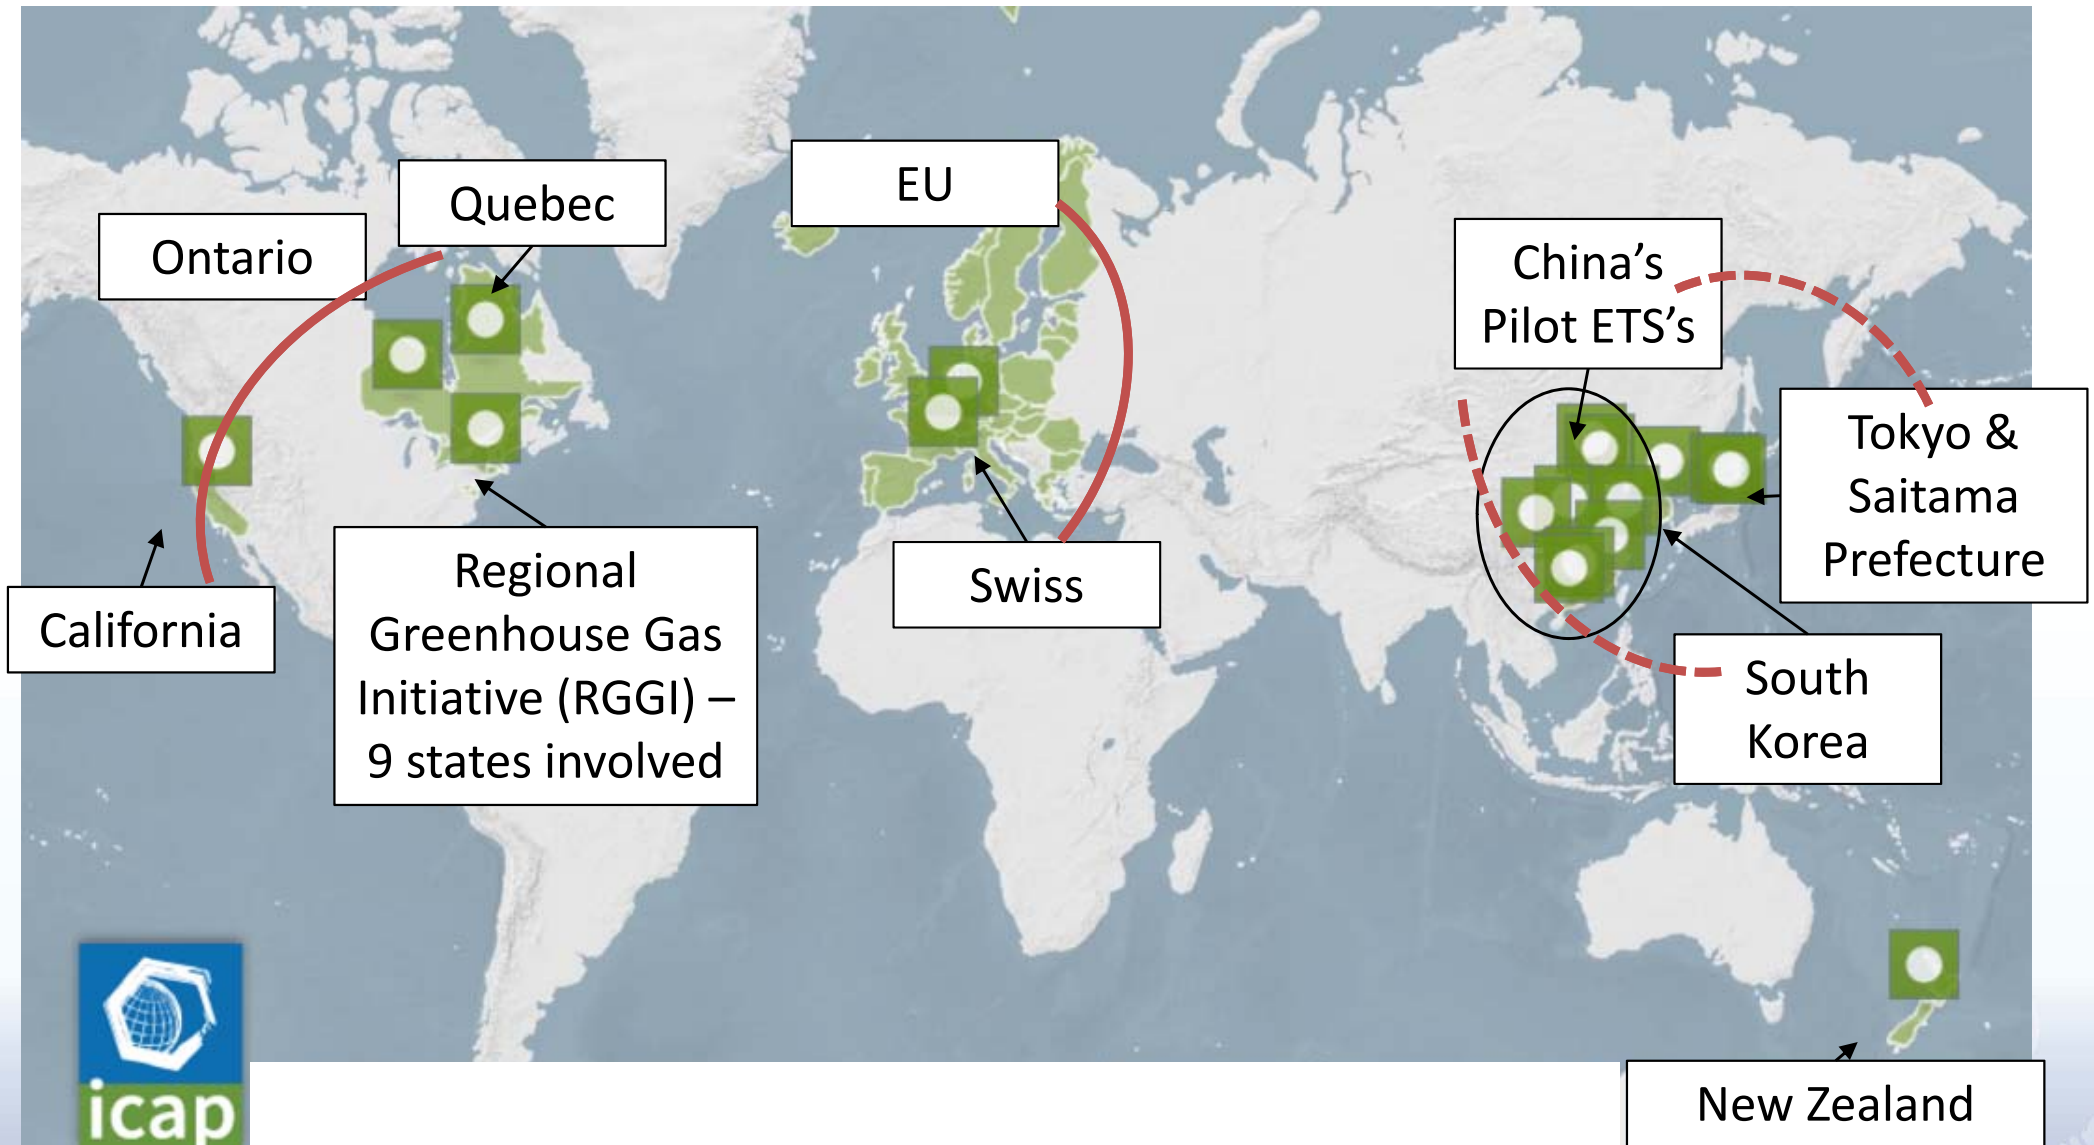 Quebec
Ontario
EU
China's
Pilot ETS's
Tokyo &
Saitama
Prefecture
Regional
Greenhouse Gas
Initiative (RGGI) –
9 states involved
Swiss
California
South
Korea
icap
New Zealand